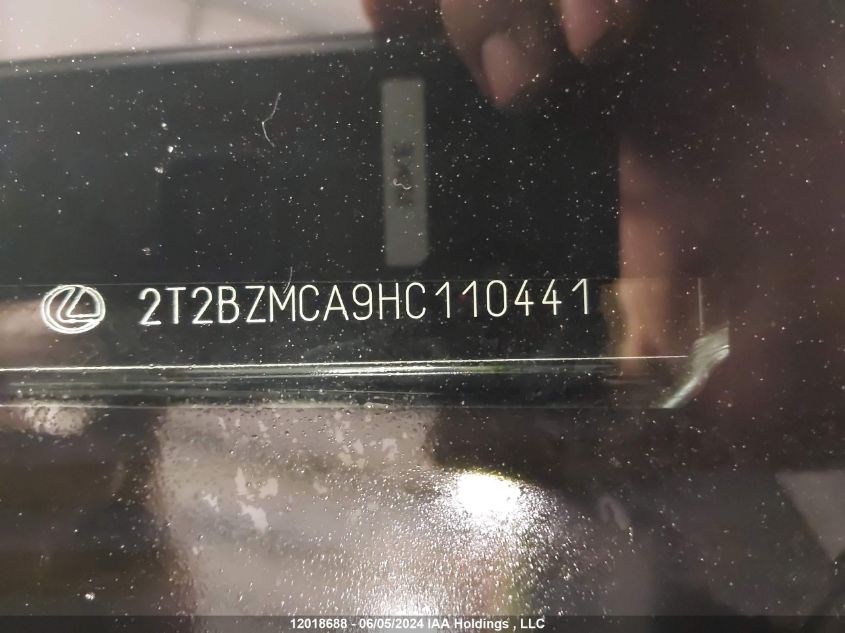 2T2BZMCA9HC110441
12018688 - 06/05/2024 IAA Holdings , LLC